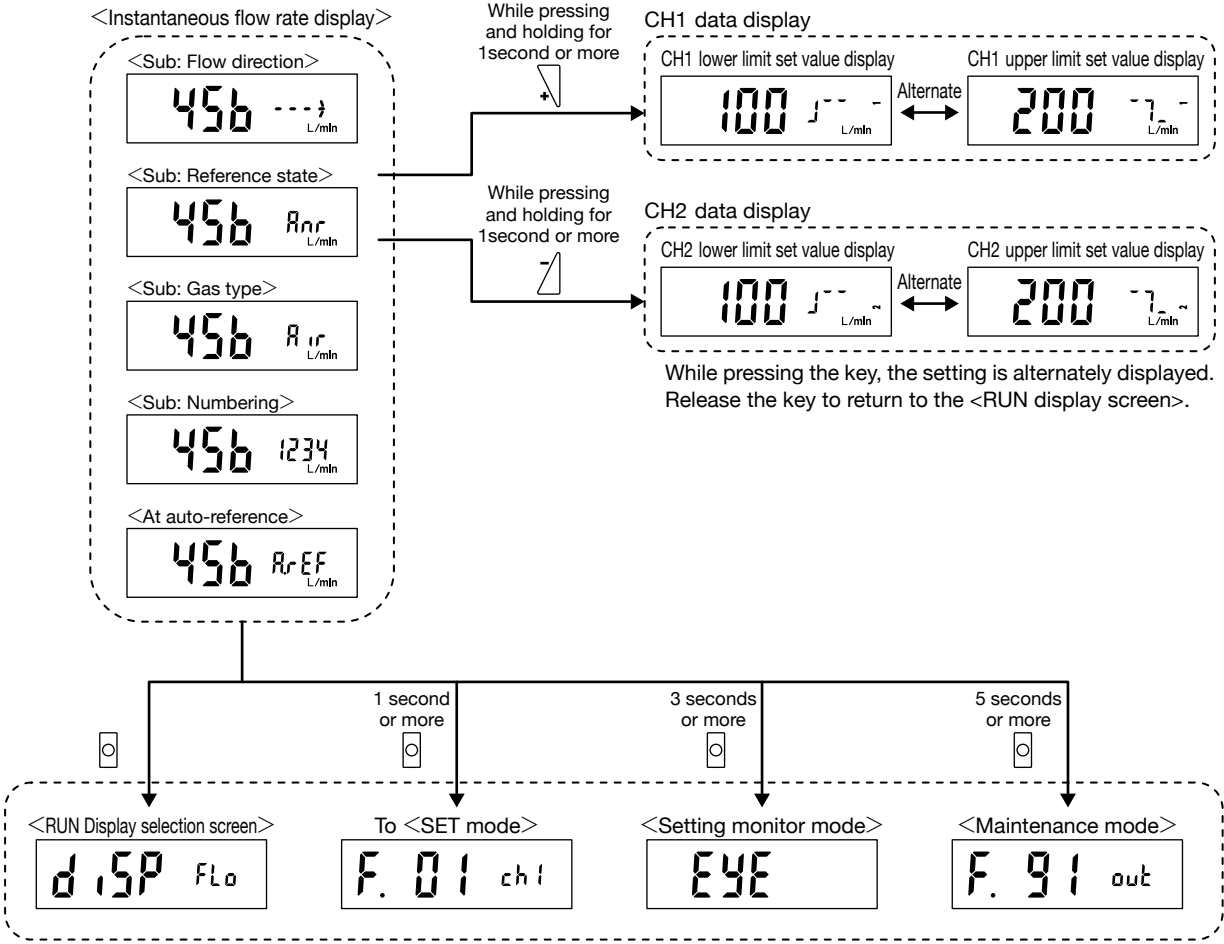 <Instantaneous flow rate display>
<Sub: Flow direction>
456 ---›
L/min
<Sub: Reference state>
456 Anr
L/min
<Sub: Gas type>
456 Air
L/min
<Sub: Numbering>
456 1234
L/min
<At auto-reference>
456 ArEF
L/min
While pressing
and holding for
1second or more
+
CH1 data display
CH1 lower limit set value display
100
L/min
Alternate
CH1 upper limit set value display
200
L/min
While pressing
and holding for
1second or more
-
CH2 data display
CH2 lower limit set value display
100
L/min
Alternate
CH2 upper limit set value display
200
L/min
While pressing the key, the setting is alternately displayed.
Release the key to return to the <RUN display screen>.
1 second
or more
3 seconds
or more
5 seconds
or more
<RUN Display selection screen>
diSP FLo
To <SET mode>
F. 01 ch1
<Setting monitor mode>
EYE
<Maintenance mode>
F. 91 out